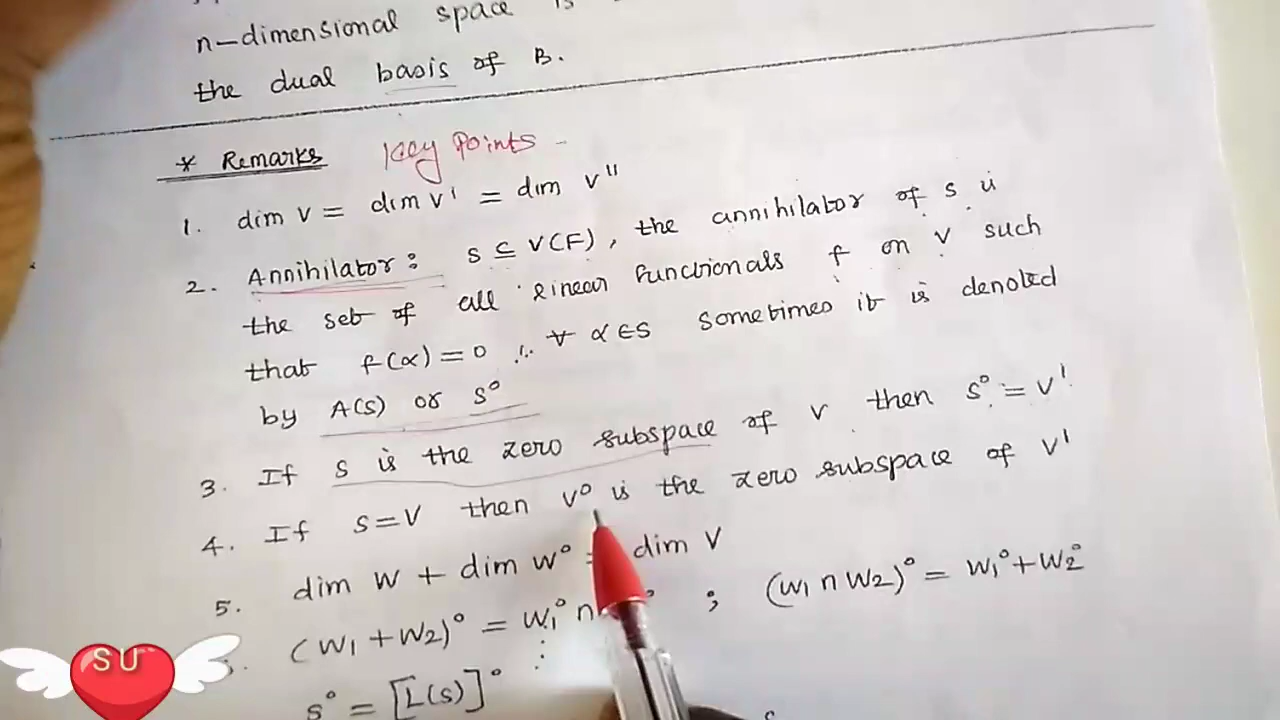 n-dimensional space is
the dual basis of B.
* Remarks Key Points -
1. dim V = dim V' = dim V''
2. Annihilator : S ⊆ V(F), the annihilator of S is
the set of all linear functionals f on V such
that f(α) = 0 ∴ ∀ α ∈ S sometimes it is denoted
by A(S) or S°
3. If S is the zero subspace of V then S° = V'
4. If S = V then V° is the zero subspace of V'
5. dim W + dim W° = dim V
(W1 + W2)° = W1° ∩ ° ; (W1 ∩ W2)° = W1° + W2°
S° = [L(S)]°
SU